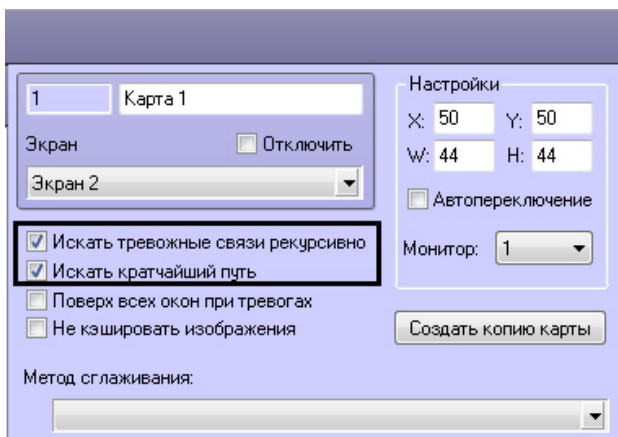 1 Карта 1
Экран Отключить
Экран 2
Искать тревожные связи рекурсивно
Искать кратчайший путь
Поверх всех окон при тревогах
Не кэшировать изображения
Метод сглаживания:
Настройки
X: 50 Y: 50
W: 44 H: 44
Автопереключение
Монитор: 1
Создать копию карты